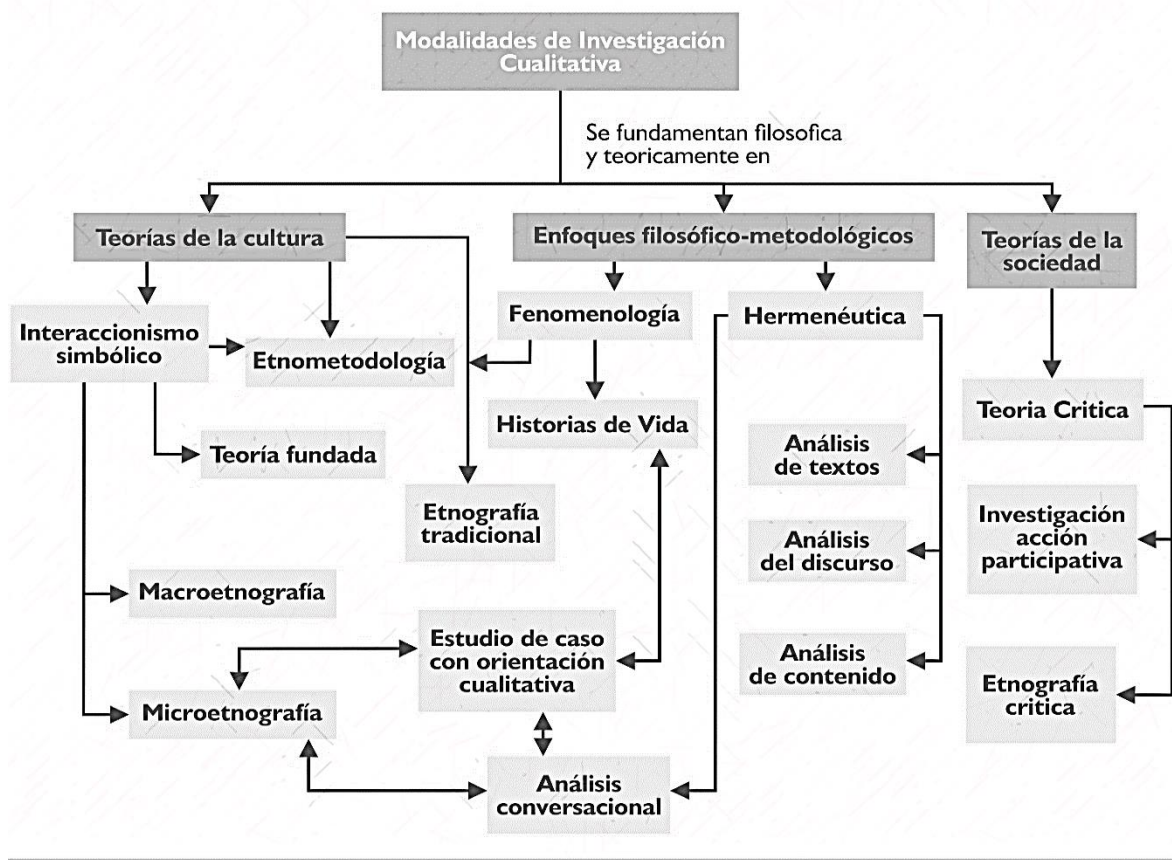 Modalidades de Investigación
Cualitativa
Se fundamentan filosofica
y teoricamente en
Teorías de la cultura
Enfoques filosófico-metodológicos
Teorías de la
sociedad
Interaccionismo
simbólico
Etnometodología
Fenomenología
Hermenéutica
Historias de Vida
Teoria Critica
Teoría fundada
Etnografía
tradicional
Análisis
de textos
Análisis
del discurso
Investigación
acción
participativa
Macroetnografía
Estudio de caso
con orientación
cualitativa
Análisis
de contenido
Etnografía
critica
Microetnografía
Análisis
conversacional